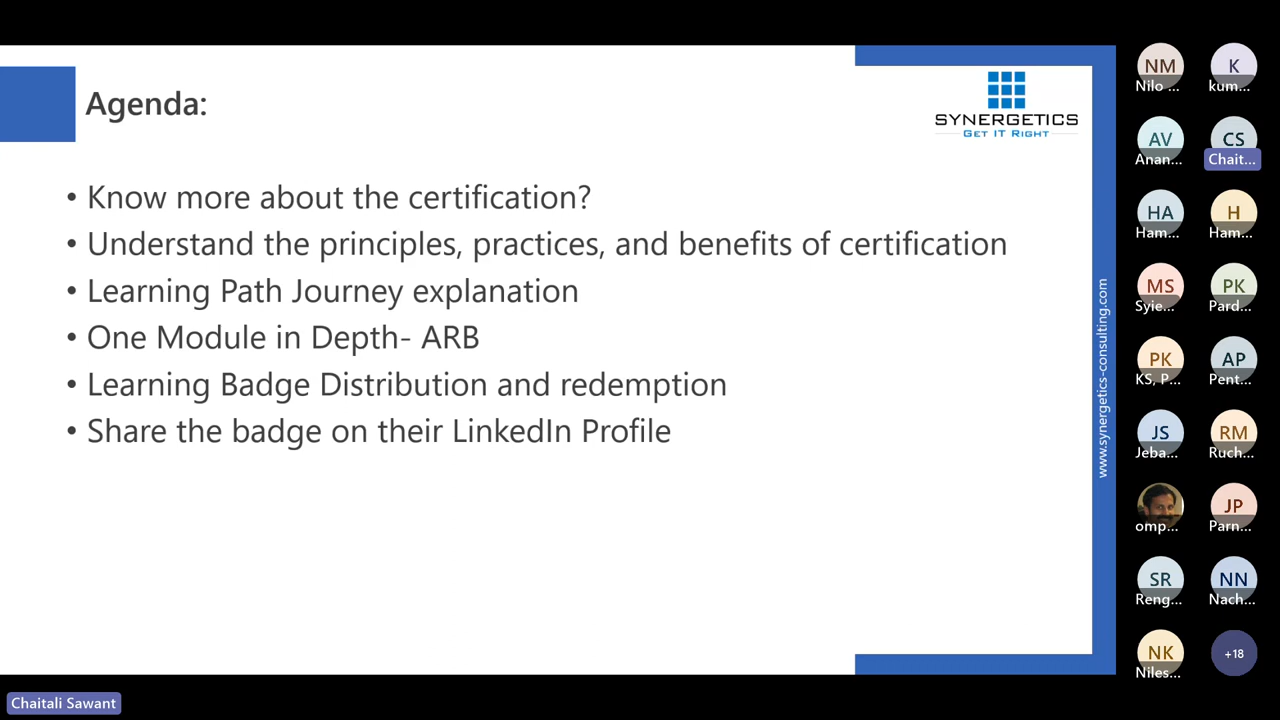 Agenda:
SYNERGETICS
GET IT RIGHT
• Know more about the certification?
• Understand the principles, practices, and benefits of certification
• Learning Path Journey explanation
• One Module in Depth- ARB
• Learning Badge Distribution and redemption
• Share the badge on their LinkedIn Profile
www.synergetics-consulting.com
NM
Nilo ...
K
kum...
AV
Anan...
CS
Chait...
HA
Ham...
H
Ham...
MS
Syie...
PK
Pard...
PK
KS, P...
AP
Pent...
JS
Jeba...
RM
Ruch...
omp...
JP
Parn...
SR
Reng...
NN
Nach...
NK
Niles...
+18
Chaitali Sawant